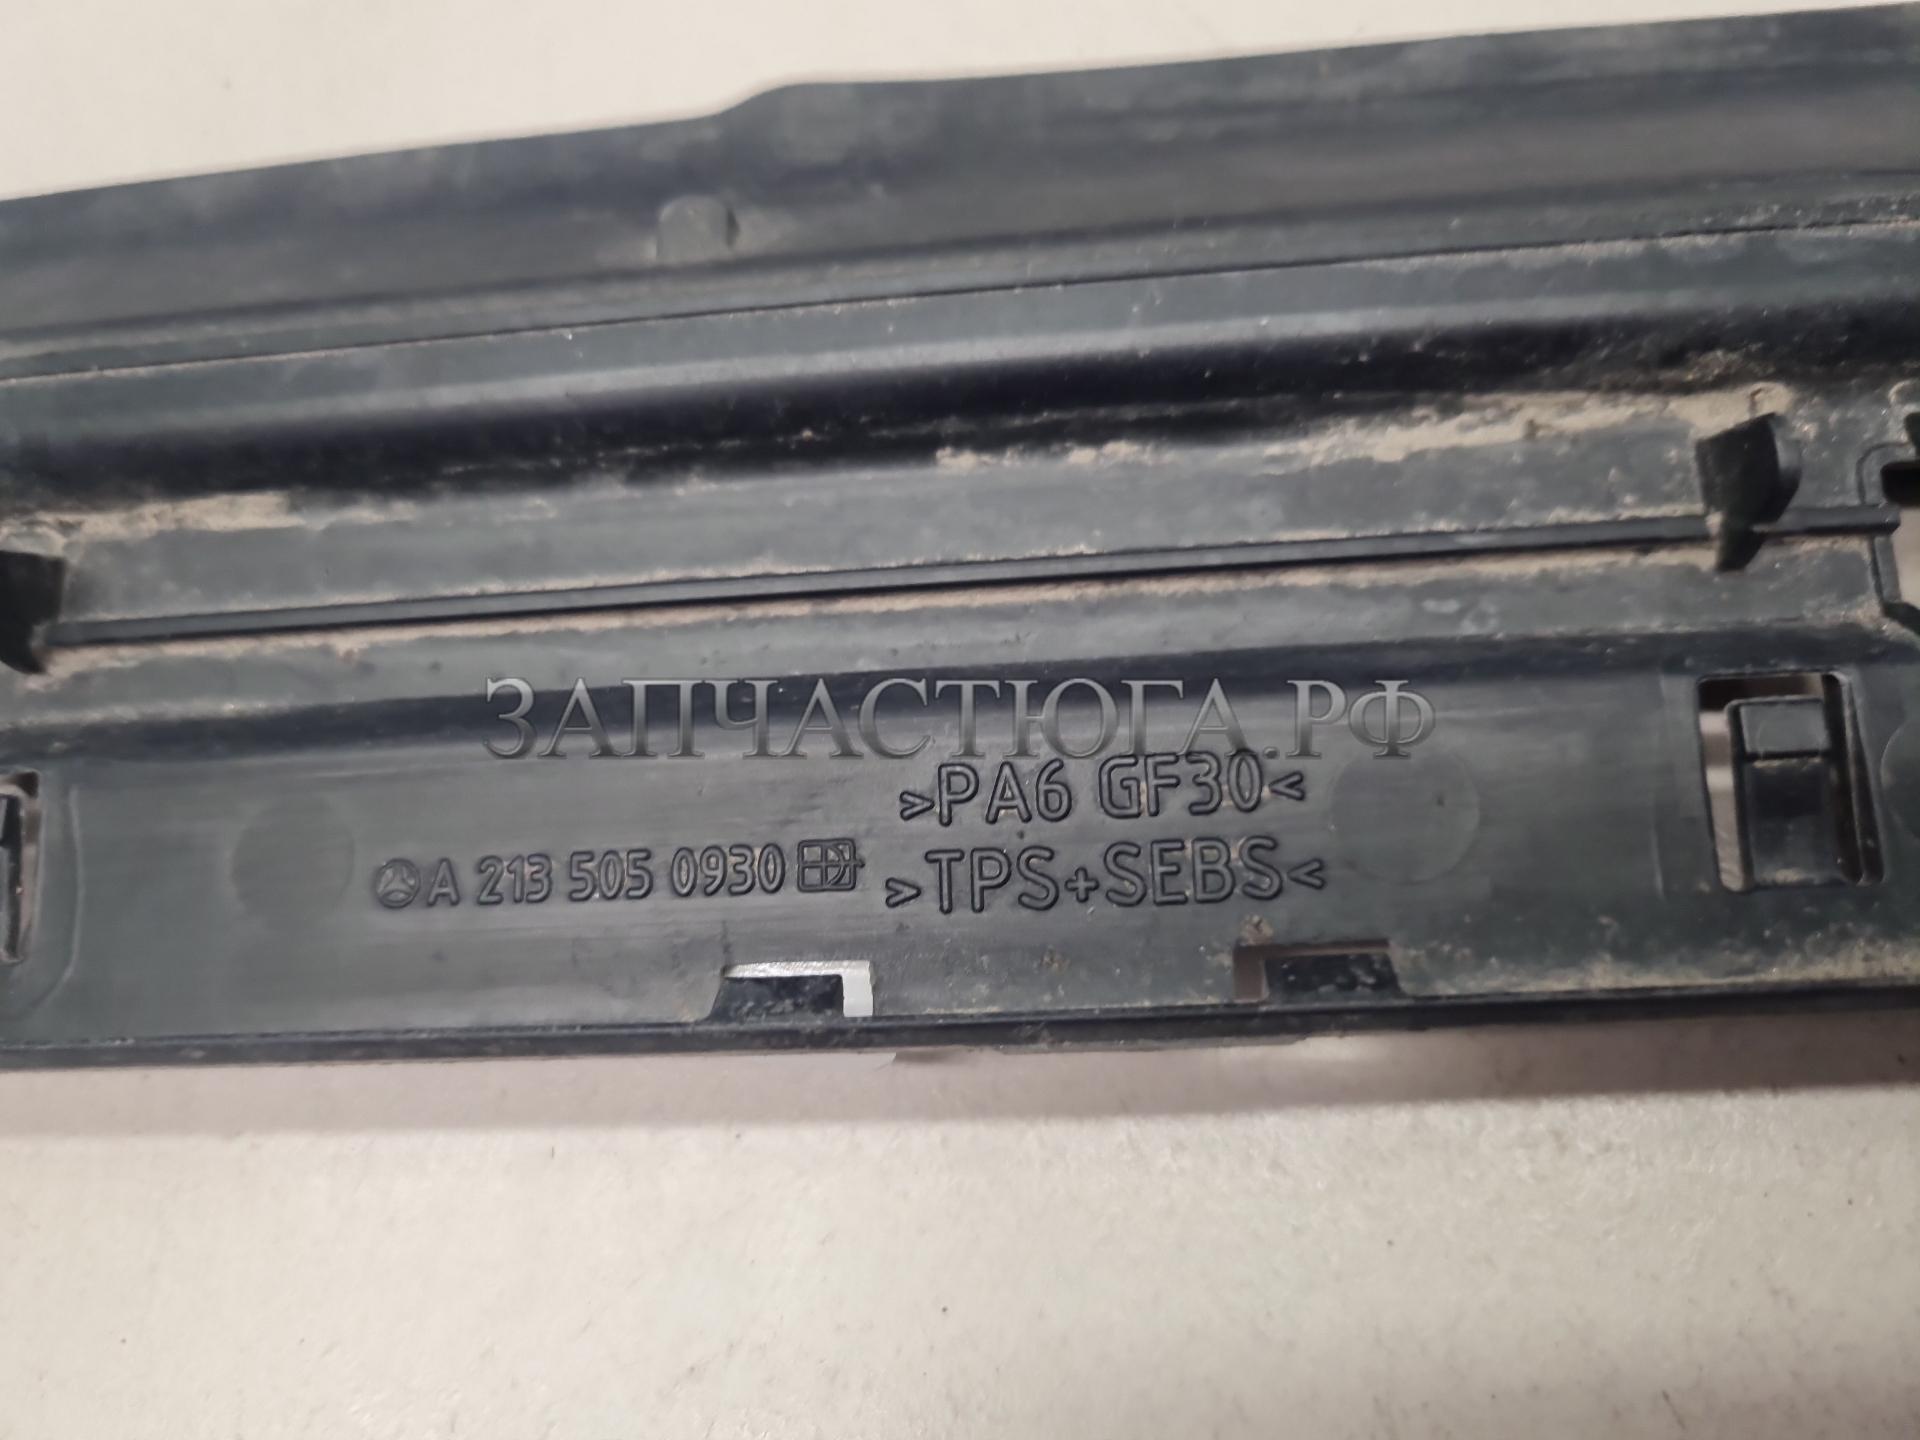 ЗАПЧАСТЮГА.РФ
>PA6 GF30<
A 213 505 0930 >TPS+SEBS<